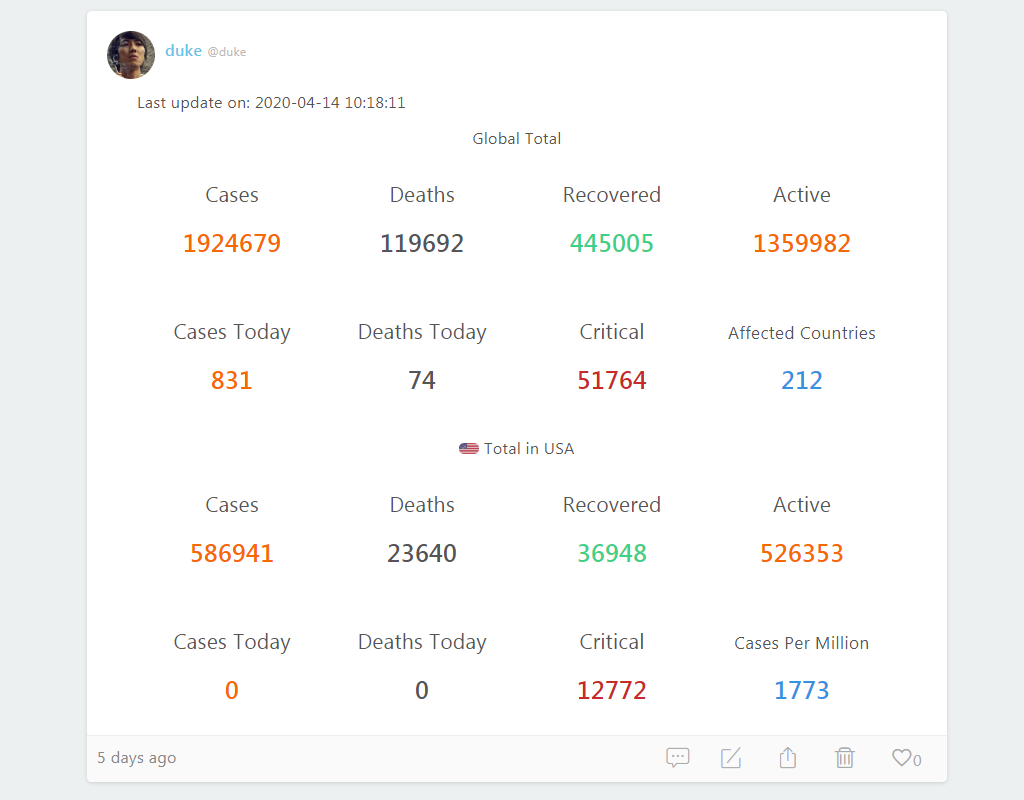 duke @duke
Last update on: 2020-04-14 10:18:11
Global Total
Cases Deaths Recovered Active
1924679 119692 445005 1359982
Cases Today Deaths Today Critical Affected Countries
831 74 51764 212
Total in USA
Cases Deaths Recovered Active
586941 23640 36948 526353
Cases Today Deaths Today Critical Cases Per Million
0 0 12772 1773
5 days ago 0